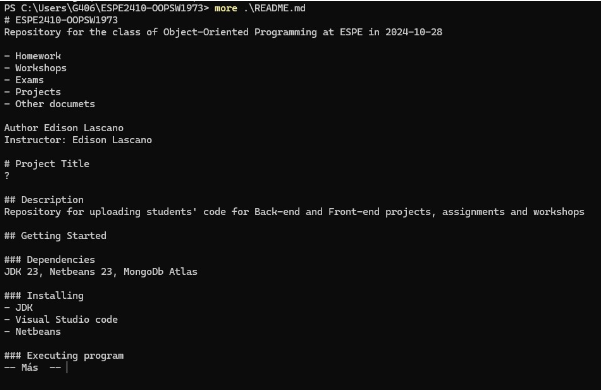 PS C:\Users\G406\ESPE2410-OOPSW1973> more .\README.md
# ESPE2410-OOPSW1973
Repository for the class of Object-Oriented Programming at ESPE in 2024-10-28
- Homework
- Workshops
- Exams
- Projects
- Other documets
Author Edison Lascano
Instructor: Edison Lascano
# Project Title
?
## Description
Repository for uploading students' code for Back-end and Front-end projects, assignments and workshops
## Getting Started
### Dependencies
JDK 23, Netbeans 23, MongoDb Atlas
### Installing
- JDK
- Visual Studio code
- Netbeans
### Executing program
-- Más  --